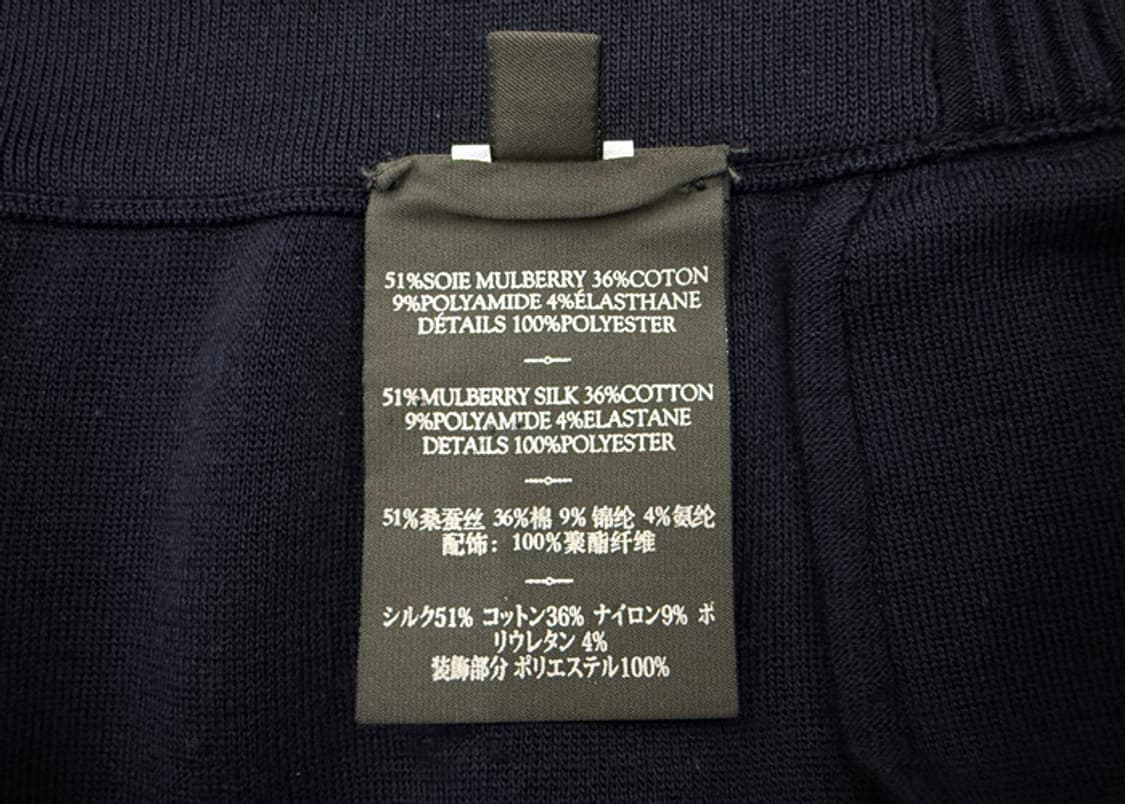 51%SOIE MULBERRY 36%COTON
9%POLYAMIDE 4%ÉLASTHANE
DÉTAILS 100%POLYESTER
51%MULBERRY SILK 36%COTTON
9%POLYAMIDE 4%ELASTANE
DETAILS 100%POLYESTER
51%桑蚕丝 36%棉 9% 锦纶 4%氨纶
配饰：100%聚酯纤维
シルク51% コットン36% ナイロン9% ポ
リウレタン 4%
装飾部分 ポリエステル100%